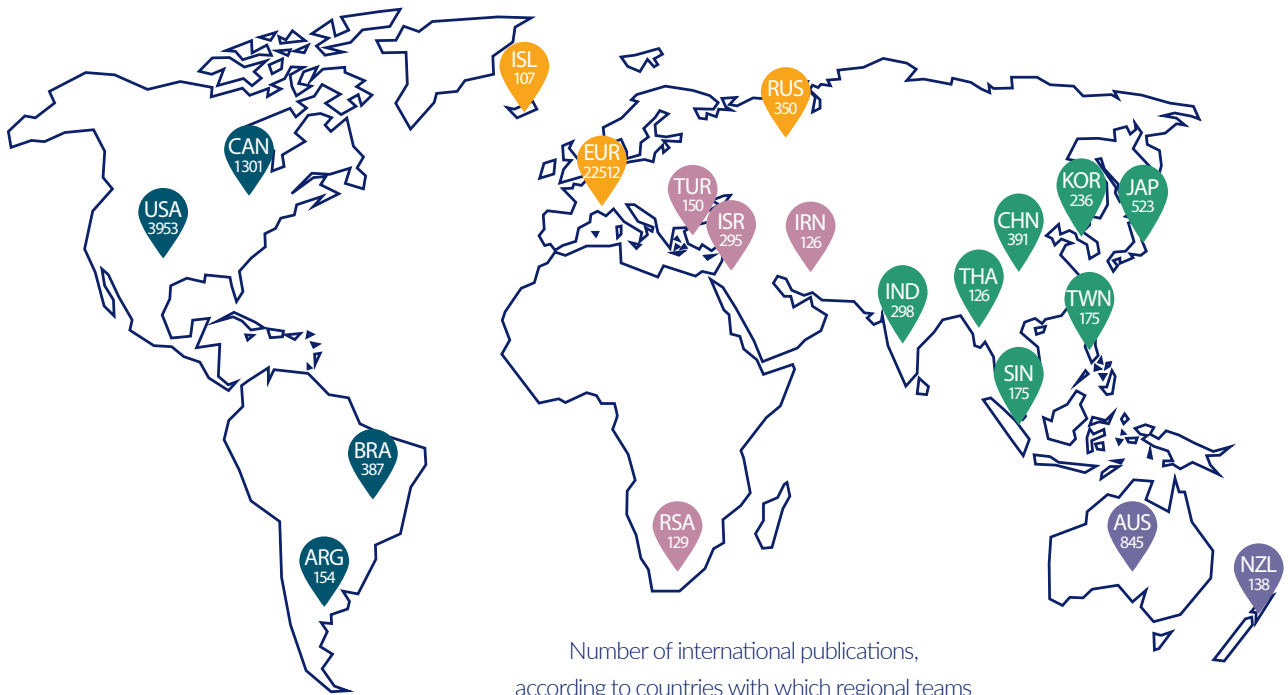 ISL
107
RUS
350
CAN
1301
EUR
22512
USA
3953
TUR
150
ISR
295
IRN
126
KOR
236
JAP
523
CHN
391
IND
298
THA
126
TWN
175
SIN
175
BRA
387
RSA
129
ARG
154
AUS
845
NZL
138
Number of international publications,
according to countries with which regional teams